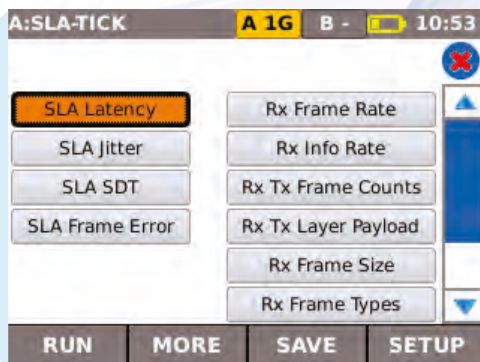 A:SLA-TICK A 1G B - 10:53
SLA Latency
SLA Jitter
SLA SDT
SLA Frame Error
Rx Frame Rate
Rx Info Rate
Rx Tx Frame Counts
Rx Tx Layer Payload
Rx Frame Size
Rx Frame Types
RUN MORE SAVE SETUP